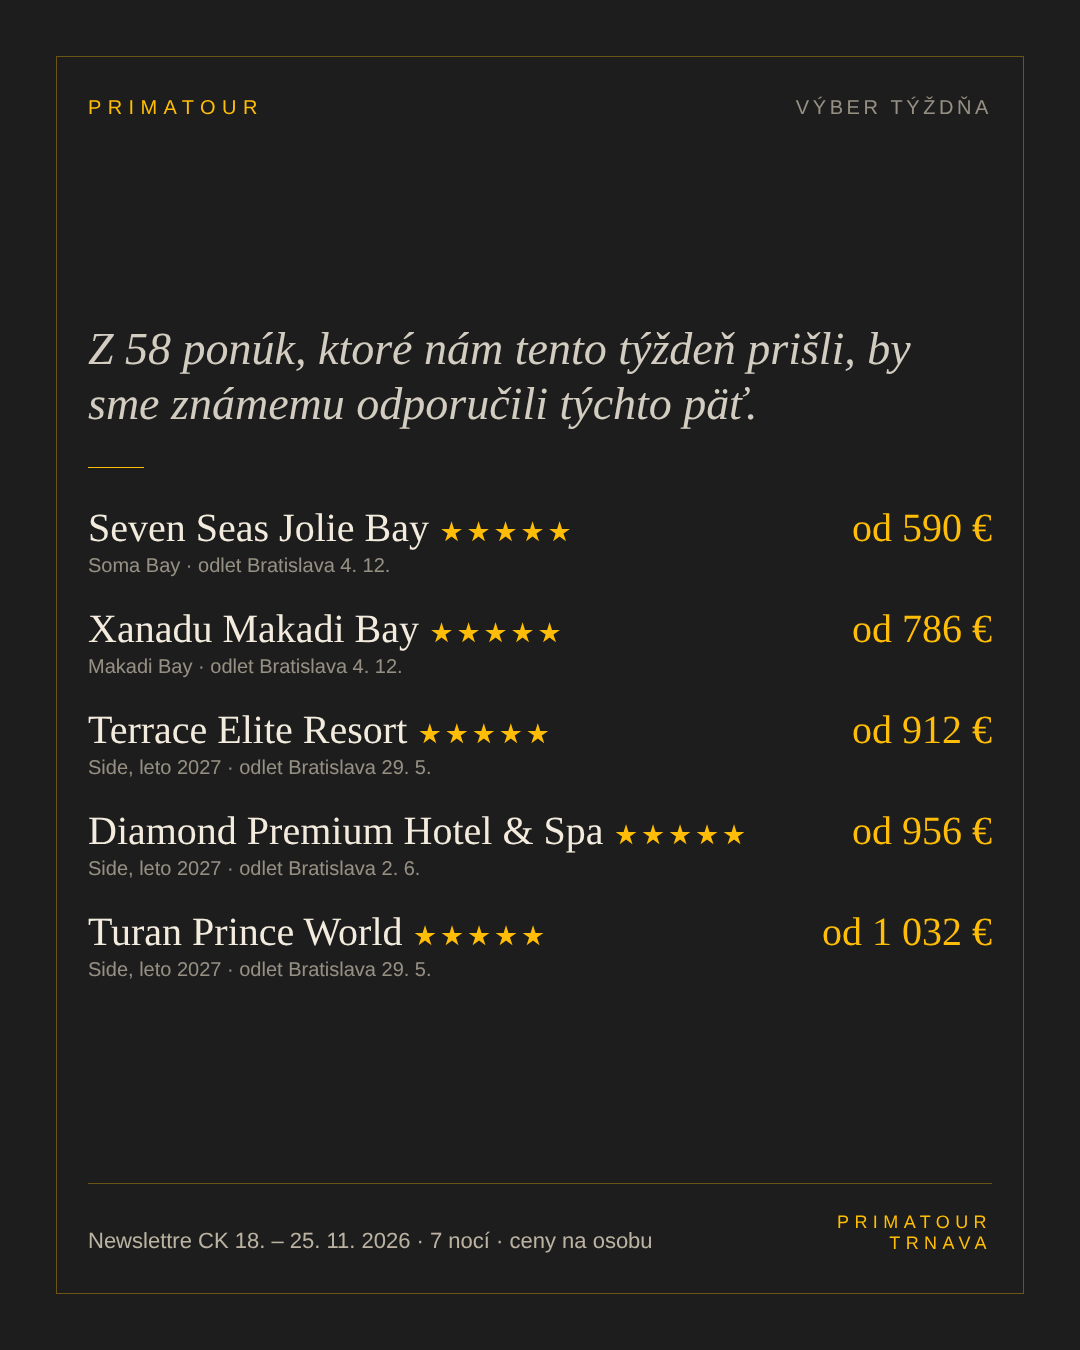 PRIMATOUR
VÝBER TÝŽDŇA
Z 58 ponúk, ktoré nám tento týždeň prišli, by
sme známemu odporučili týchto päť.
Seven Seas Jolie Bay ★★★★★ od 590 €
Soma Bay · odlet Bratislava 4. 12.
Xanadu Makadi Bay ★★★★★ od 786 €
Makadi Bay · odlet Bratislava 4. 12.
Terrace Elite Resort ★★★★★ od 912 €
Side, leto 2027 · odlet Bratislava 29. 5.
Diamond Premium Hotel & Spa ★★★★★ od 956 €
Side, leto 2027 · odlet Bratislava 2. 6.
Turan Prince World ★★★★★ od 1 032 €
Side, leto 2027 · odlet Bratislava 29. 5.
Newslettre CK 18. – 25. 11. 2026 · 7 nocí · ceny na osobu
PRIMATOUR
TRNAVA